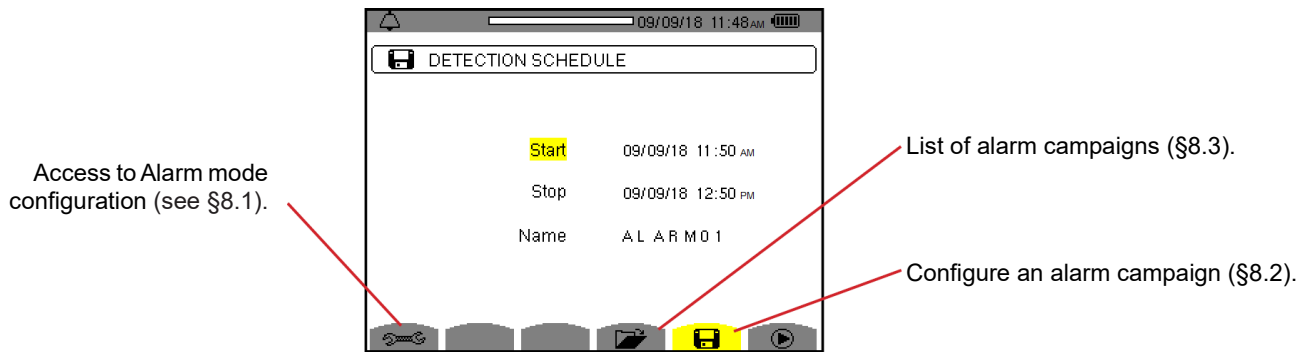 09/09/18 11:48 AM
DETECTION SCHEDULE
Start 09/09/18 11:50 AM
Stop 09/09/18 12:50 PM
Name ALARM01
Access to Alarm mode
configuration (see §8.1).
List of alarm campaigns (§8.3).
Configure an alarm campaign (§8.2).